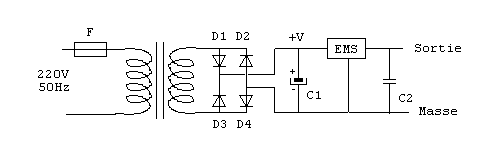 F
D1 D2
+V
EMS
Sortie
220V
50Hz
+
-
C1
C2
D3 D4
Masse